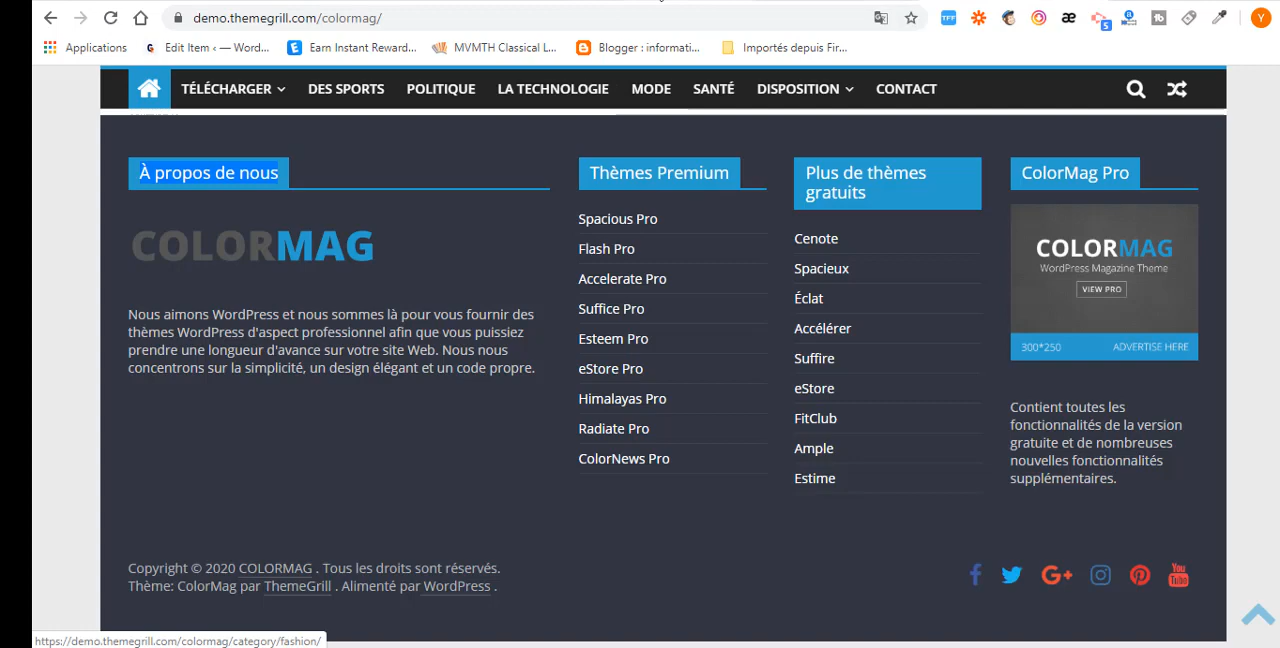 demo.themegrill.com/colormag/
Applications
Edit Item ‹ — Word...
Earn Instant Reward...
MVMTH Classical L...
Blogger : informati...
Importés depuis Fir...
TÉLÉCHARGER
DES SPORTS
POLITIQUE
LA TECHNOLOGIE
MODE
SANTÉ
DISPOSITION
CONTACT
À propos de nous
COLORMAG
Nous aimons WordPress et nous sommes là pour vous fournir des
thèmes WordPress d'aspect professionnel afin que vous puissiez
prendre une longueur d'avance sur votre site Web. Nous nous
concentrons sur la simplicité, un design élégant et un code propre.
Thèmes Premium
Spacious Pro
Flash Pro
Accelerate Pro
Suffice Pro
Esteem Pro
eStore Pro
Himalayas Pro
Radiate Pro
ColorNews Pro
Plus de thèmes
gratuits
Cenote
Spacieux
Éclat
Accélérer
Suffire
eStore
FitClub
Ample
Estime
ColorMag Pro
COLORMAG
WordPress Magazine Theme
VIEW PRO
300*250 ADVERTISE HERE
Contient toutes les
fonctionnalités de la version
gratuite et de nombreuses
nouvelles fonctionnalités
supplémentaires.
Copyright © 2020 COLORMAG . Tous les droits sont réservés.
Thème: ColorMag par ThemeGrill . Alimenté par WordPress .
G+
You
Tube
https://demo.themegrill.com/colormag/category/fashion/
TFF
æ
5
tb
Y